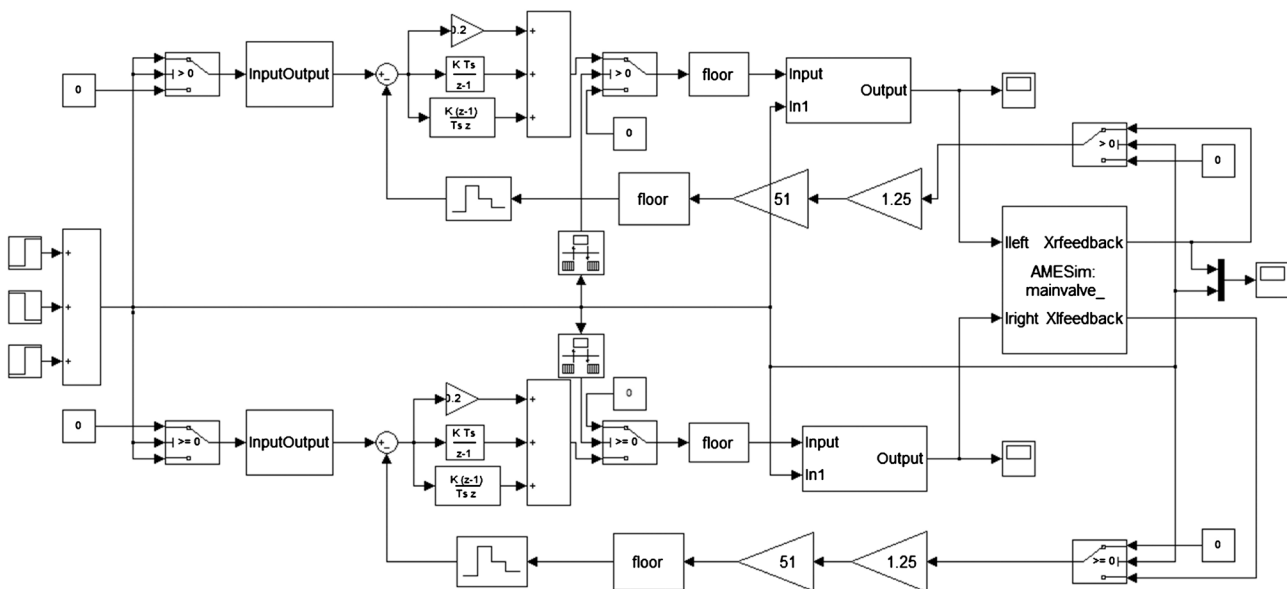 0
> 0
InputOutput
+
-
0.2
K Ts
z-1
K (z-1)
Ts z
+
+
+
> 0
0
floor
Input
In1
Output
> 0
0
floor
51
1.25
+
+
+
Ileft
Xrfeedback
AMESim:
mainvalve_
Iright
Xlfeedback
0
>= 0
InputOutput
+
-
0.2
K Ts
z-1
K (z-1)
Ts z
+
+
+
0
>= 0
floor
Input
In1
Output
floor
51
1.25
>= 0
0